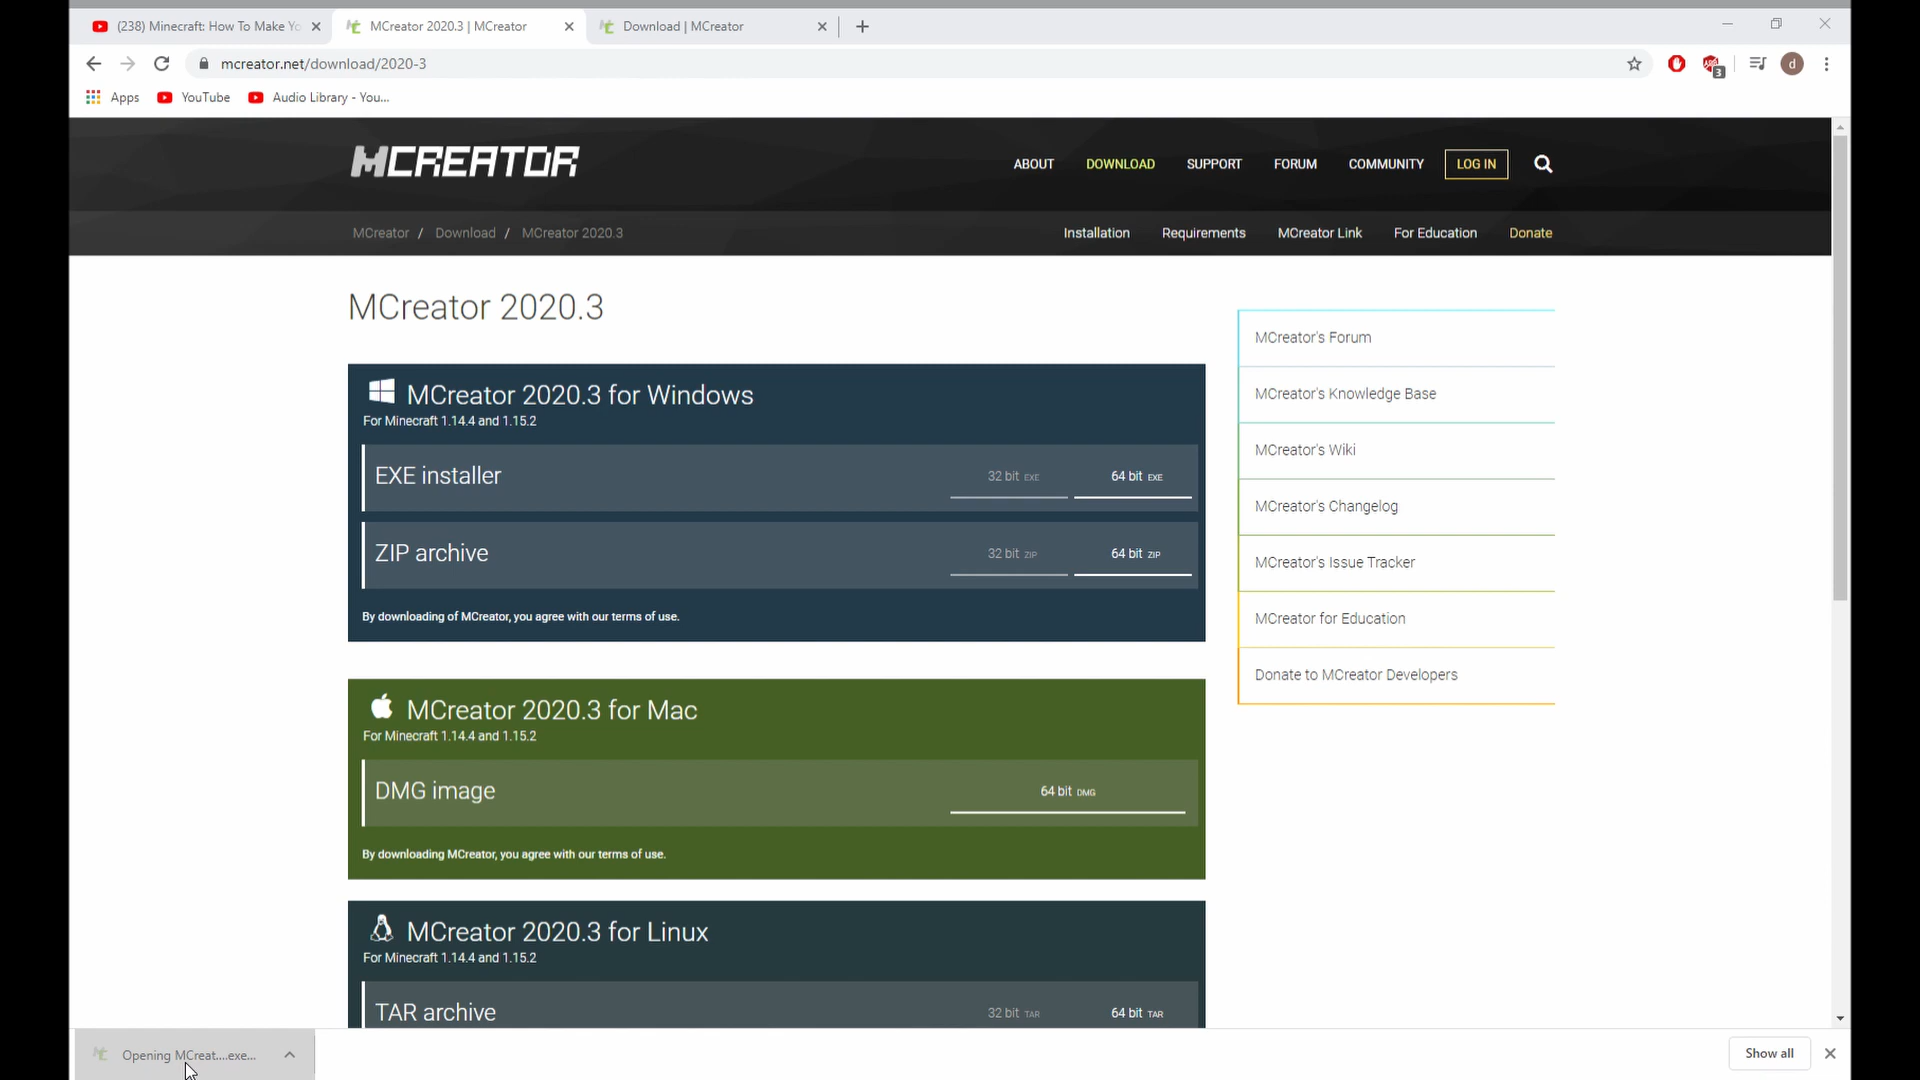 (238) Minecraft: How To Make Yo
MCreator 2020.3 | MCreator
Download | MCreator
mcreator.net/download/2020-3
3
d
Apps
YouTube
Audio Library - You...
MCREATOR
ABOUT
DOWNLOAD
SUPPORT
FORUM
COMMUNITY
LOG IN
MCreator / Download / MCreator 2020.3
Installation
Requirements
MCreator Link
For Education
Donate
MCreator 2020.3
MCreator 2020.3 for Windows
For Minecraft 1.14.4 and 1.15.2
EXE installer
32 bit EXE
64 bit EXE
ZIP archive
32 bit ZIP
64 bit ZIP
By downloading of MCreator, you agree with our terms of use.
MCreator 2020.3 for Mac
For Minecraft 1.14.4 and 1.15.2
DMG image
64 bit DMG
By downloading MCreator, you agree with our terms of use.
MCreator 2020.3 for Linux
For Minecraft 1.14.4 and 1.15.2
TAR archive
32 bit TAR
64 bit TAR
MCreator's Forum
MCreator's Knowledge Base
MCreator's Wiki
MCreator's Changelog
MCreator's Issue Tracker
MCreator for Education
Donate to MCreator Developers
Opening MCreat....exe...
Show all